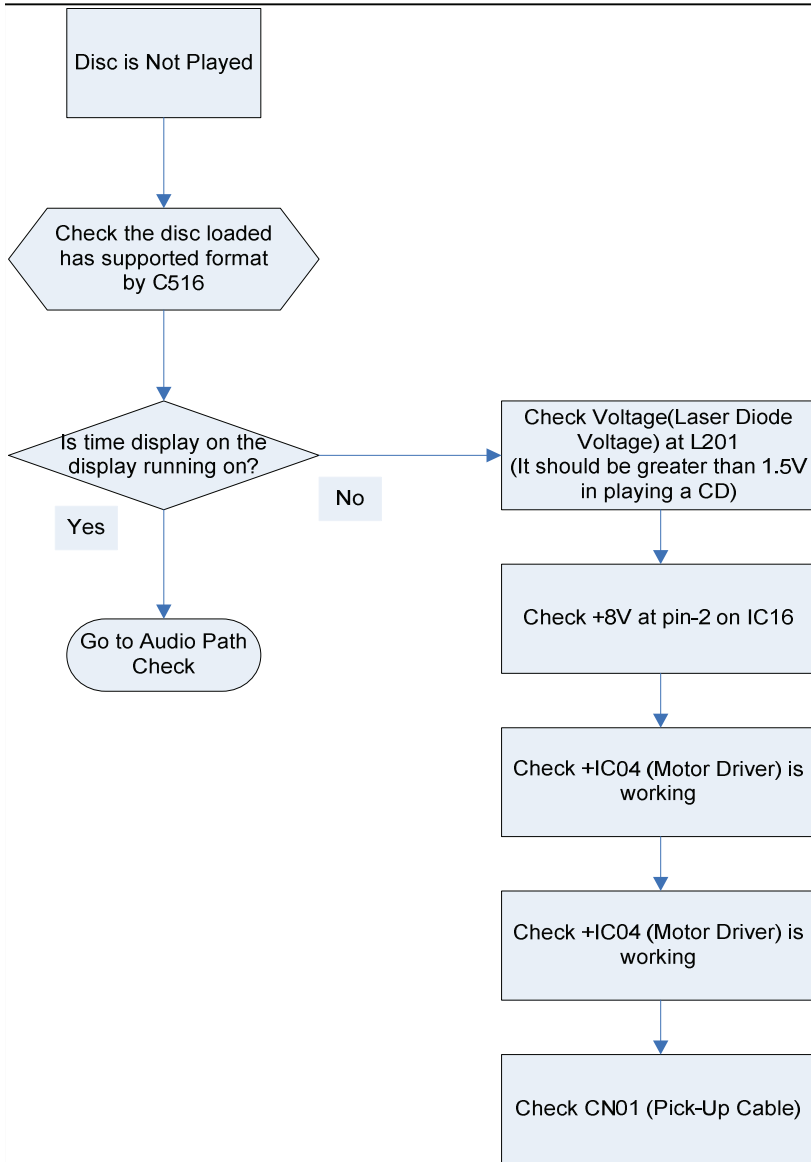 Disc is Not Played
Check the disc loaded
has supported format
by C516
Is time display on the
display running on?
Yes
No
Go to Audio Path
Check
Check Voltage(Laser Diode
Voltage) at L201
(It should be greater than 1.5V
in playing a CD)
Check +8V at pin-2 on IC16
Check +IC04 (Motor Driver) is
working
Check +IC04 (Motor Driver) is
working
Check CN01 (Pick-Up Cable)